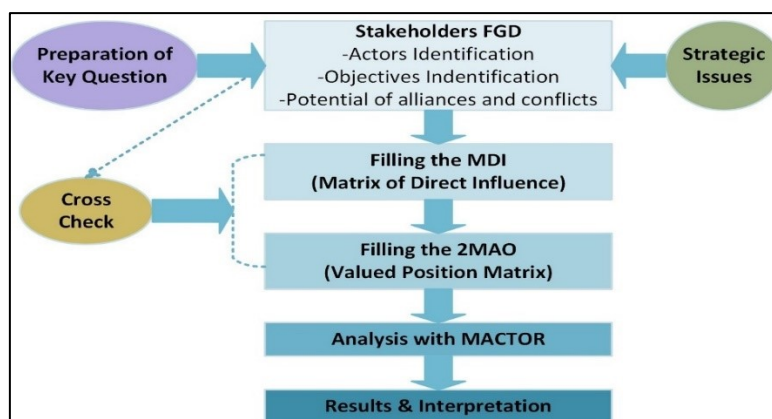 Preparation of
Key Question
Stakeholders FGD
-Actors Identification
-Objectives Indentification
-Potential of alliances and conflicts
Strategic
Issues
Filling the MDI
(Matrix of Direct Influence)
Cross
Check
Filling the 2MAO
(Valued Position Matrix)
Analysis with MACTOR
Results & Interpretation